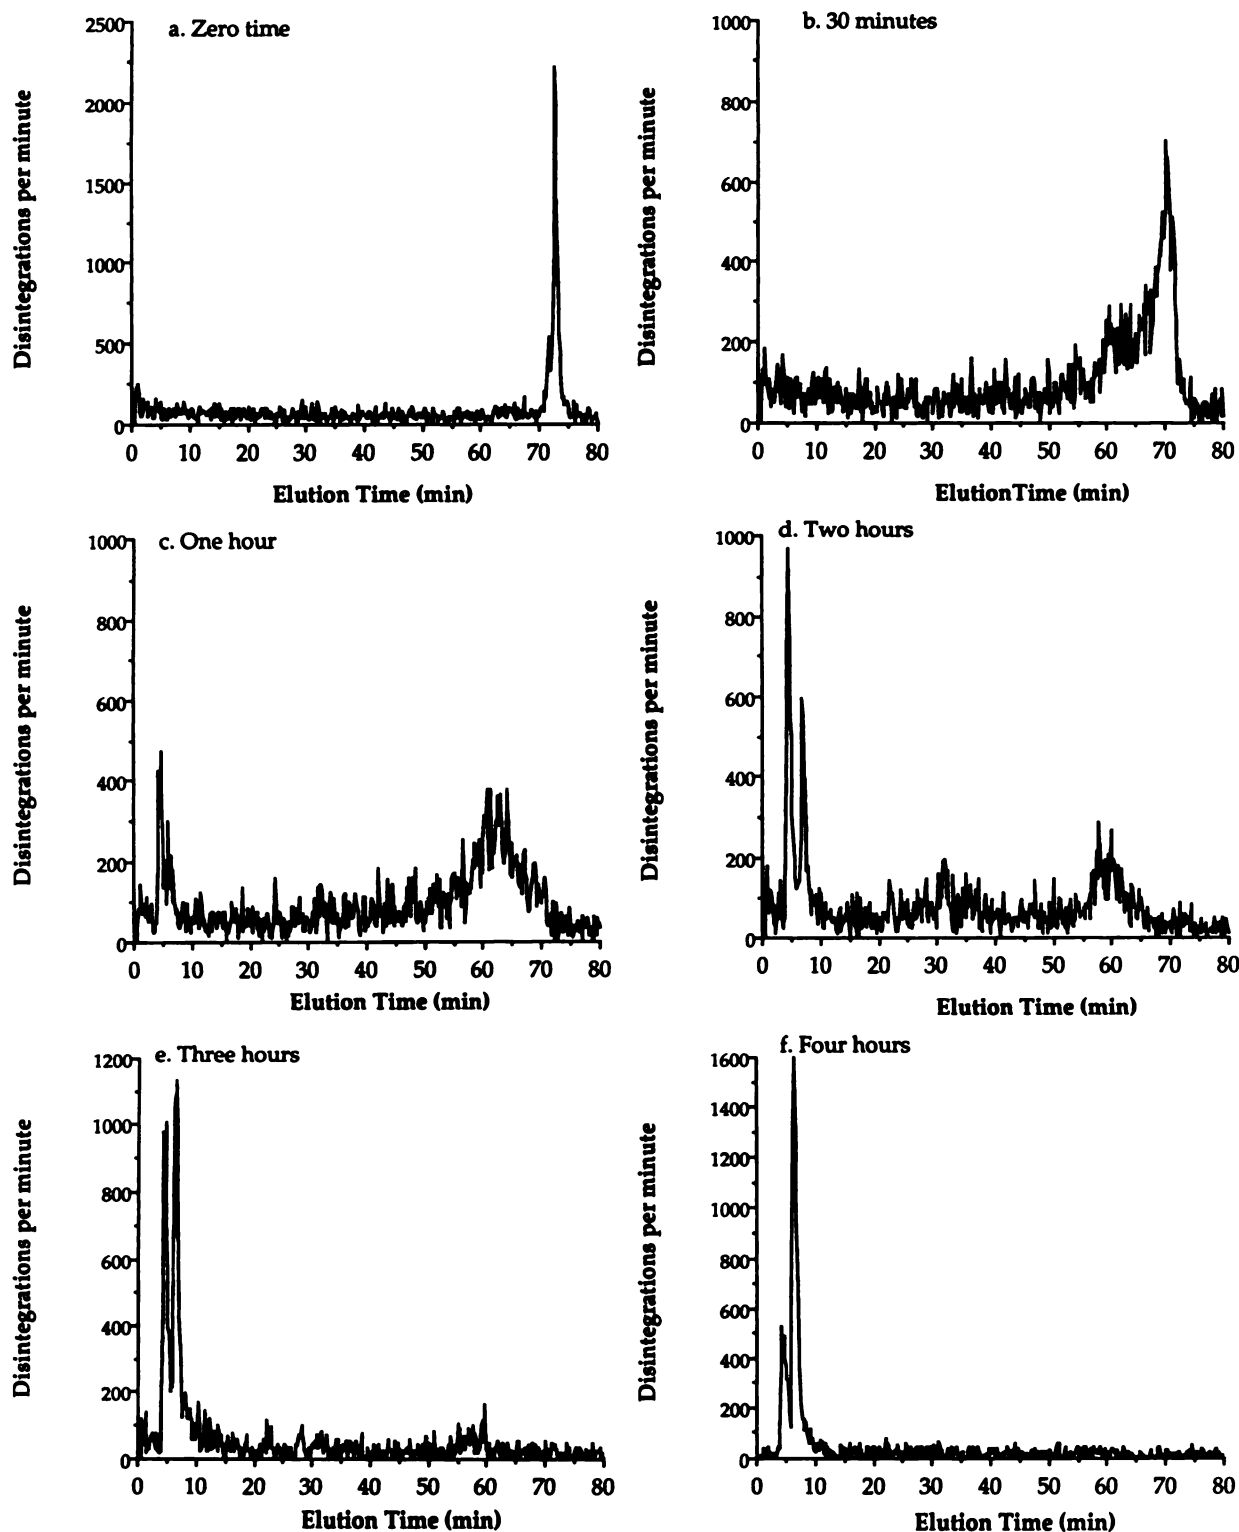 a. Zero time
Disintegrations per minute
2500
2000
1500
1000
500
0
0 10 20 30 40 50 60 70 80
Elution Time (min)
b. 30 minutes
Disintegrations per minute
1000
800
600
400
200
0
0 10 20 30 40 50 60 70 80
ElutionTime (min)
c. One hour
Disintegrations per minute
1000
800
600
400
200
0
0 10 20 30 40 50 60 70 80
Elution Time (min)
d. Two hours
Disintegrations per minute
1000
800
600
400
200
0
0 10 20 30 40 50 60 70 80
Elution Time (min)
e. Three hours
Disintegrations per minute
1200
1000
800
600
400
200
0
0 10 20 30 40 50 60 70 80
Elution Time (min)
f. Four hours
Disintegrations per minute
1600
1400
1200
1000
800
600
400
200
0
0 10 20 30 40 50 60 70 80
Elution Time (min)